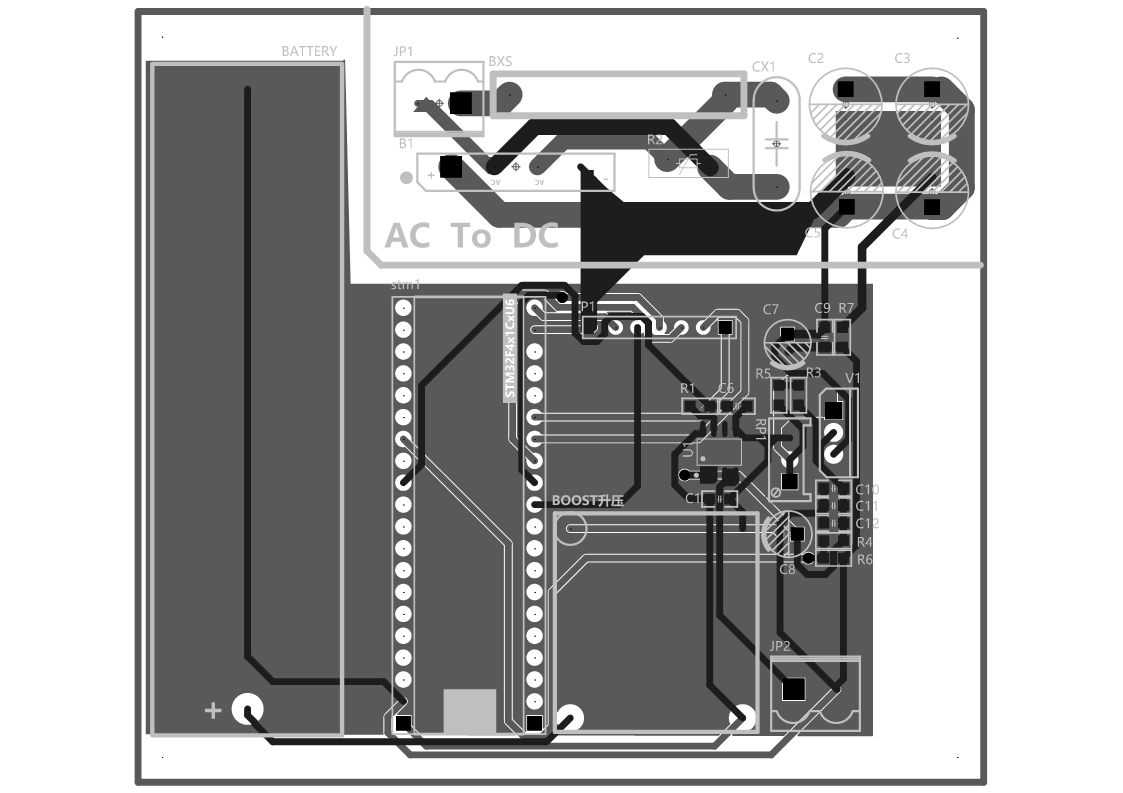 BATTERY
JP1
BXS
CX1
C2
C3
B1
R2
+
-
C5
C4
AC To DC
stm1
STM32F4x1CxU6
P1
C7
C9
R7
R5
R3
V1
R1
C6
RP1
U1
C1
C10
C11
C12
R4
R6
BOOST升压
C8
JP2
+